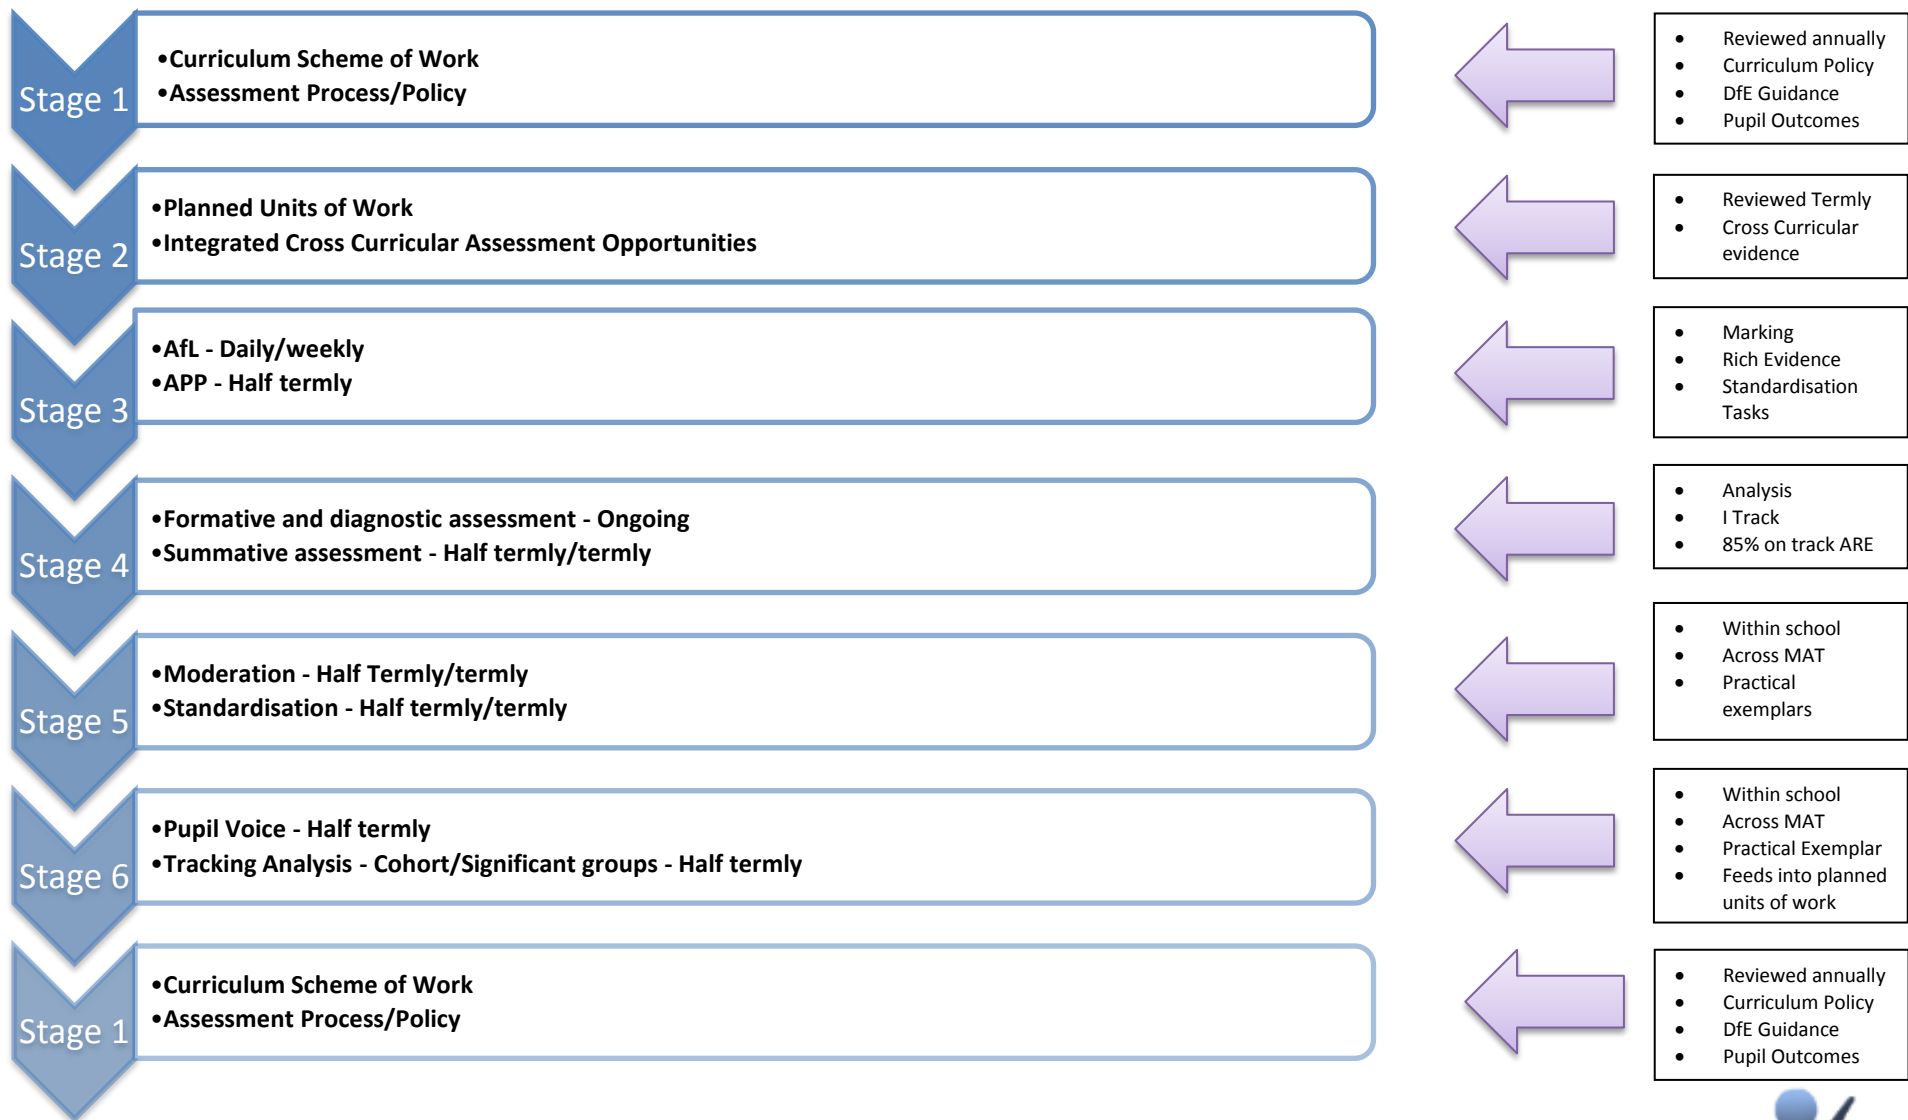 Stage 1
•Curriculum Scheme of Work
•Assessment Process/Policy
• Reviewed annually
• Curriculum Policy
• DfE Guidance
• Pupil Outcomes
Stage 2
•Planned Units of Work
•Integrated Cross Curricular Assessment Opportunities
• Reviewed Termly
• Cross Curricular
evidence
Stage 3
•AfL - Daily/weekly
•APP - Half termly
• Marking
• Rich Evidence
• Standardisation
Tasks
Stage 4
•Formative and diagnostic assessment - Ongoing
•Summative assessment - Half termly/termly
• Analysis
• I Track
• 85% on track ARE
Stage 5
•Moderation - Half Termly/termly
•Standardisation - Half termly/termly
• Within school
• Across MAT
• Practical
exemplars
Stage 6
•Pupil Voice - Half termly
•Tracking Analysis - Cohort/Significant groups - Half termly
• Within school
• Across MAT
• Practical Exemplar
• Feeds into planned
units of work
Stage 1
•Curriculum Scheme of Work
•Assessment Process/Policy
• Reviewed annually
• Curriculum Policy
• DfE Guidance
• Pupil Outcomes